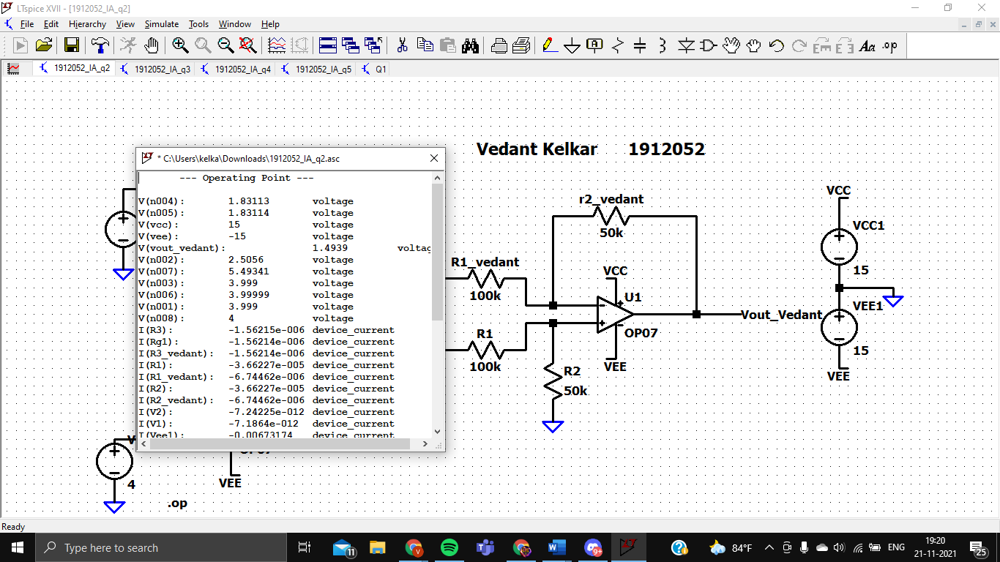 LTspice XVII - [1912052_IA_q2]
File Edit Hierarchy View Simulate Tools Window Help
.op
1912052_IA_q2 1912052_IA_q3 1912052_IA_q4 1912052_IA_q5 Q1
Vedant Kelkar 1912052
* C:\Users\kelka\Downloads\1912052_IA_q2.asc
--- Operating Point ---
V(n004): 1.83113 voltage
V(n005): 1.83114 voltage
V(vcc): 15 voltage
V(vee): -15 voltage
V(vout_vedant): 1.4939 voltag
V(n002): 2.5056 voltage
V(n007): 5.49341 voltage
V(n003): 3.999 voltage
V(n006): 3.99999 voltage
V(n001): 3.999 voltage
V(n008): 4 voltage
I(R3): -1.56215e-006 device_current
I(Rg1): -1.56214e-006 device_current
I(R3_vedant): -1.56214e-006 device_current
I(R1): -3.66227e-005 device_current
I(R1_vedant): -6.74462e-006 device_current
I(R2): -3.66227e-005 device_current
I(R2_vedant): -6.74462e-006 device_current
I(V2): -7.24225e-012 device_current
I(V1): -7.1864e-012 device_current
I(Vee1): -0.00673174 device_current
r2_vedant
50k
R1_vedant
100k
VCC
U1
OP07
VEE
R1
100k
R2
50k
Vout_Vedant
VCC
VCC1
15
VEE1
15
VEE
V
4
OP07
VEE
.op
Ready
Type here to search
11
9+
84°F
ENG
19:20
21-11-2021
25